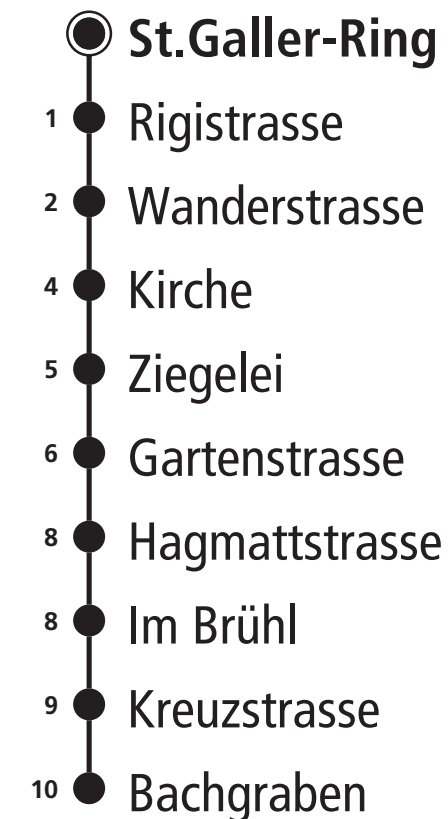 St.Galler-Ring
1 Rigistrasse
2 Wanderstrasse
4 Kirche
5 Ziegelei
6 Gartenstrasse
8 Hagmattstrasse
8 Im Brühl
9 Kreuzstrasse
10 Bachgraben